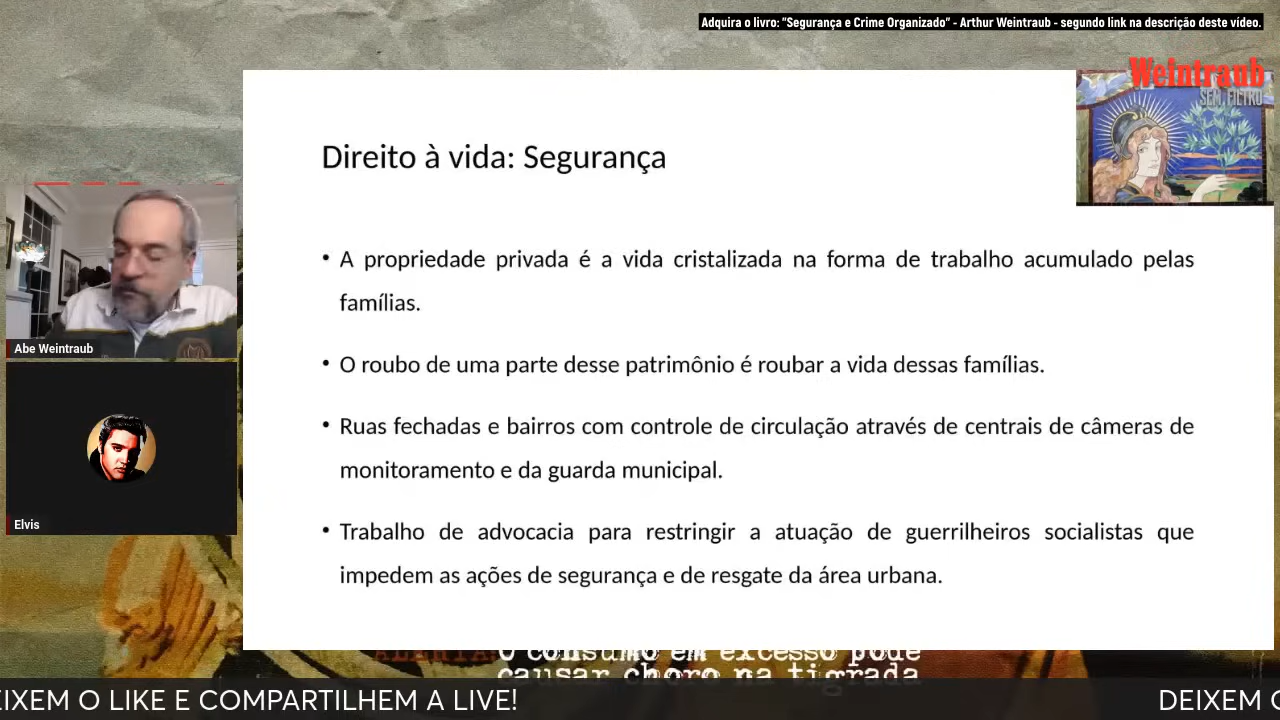 Adquira o livro: "Segurança e Crime Organizado" - Arthur Weintraub - segundo link na descrição deste vídeo.
Weintraub
SEM FILTRO
Direito à vida: Segurança
• A propriedade privada é a vida cristalizada na forma de trabalho acumulado pelas
famílias.
• O roubo de uma parte desse patrimônio é roubar a vida dessas famílias.
• Ruas fechadas e bairros com controle de circulação através de centrais de câmeras de
monitoramento e da guarda municipal.
• Trabalho de advocacia para restringir a atuação de guerrilheiros socialistas que
impedem as ações de segurança e de resgate da área urbana.
Abe Weintraub
Elvis
ALERTA: O consumo em excesso pode
causar choro na tigrada
EIXEM O LIKE E COMPARTILHEM A LIVE! DEIXEM